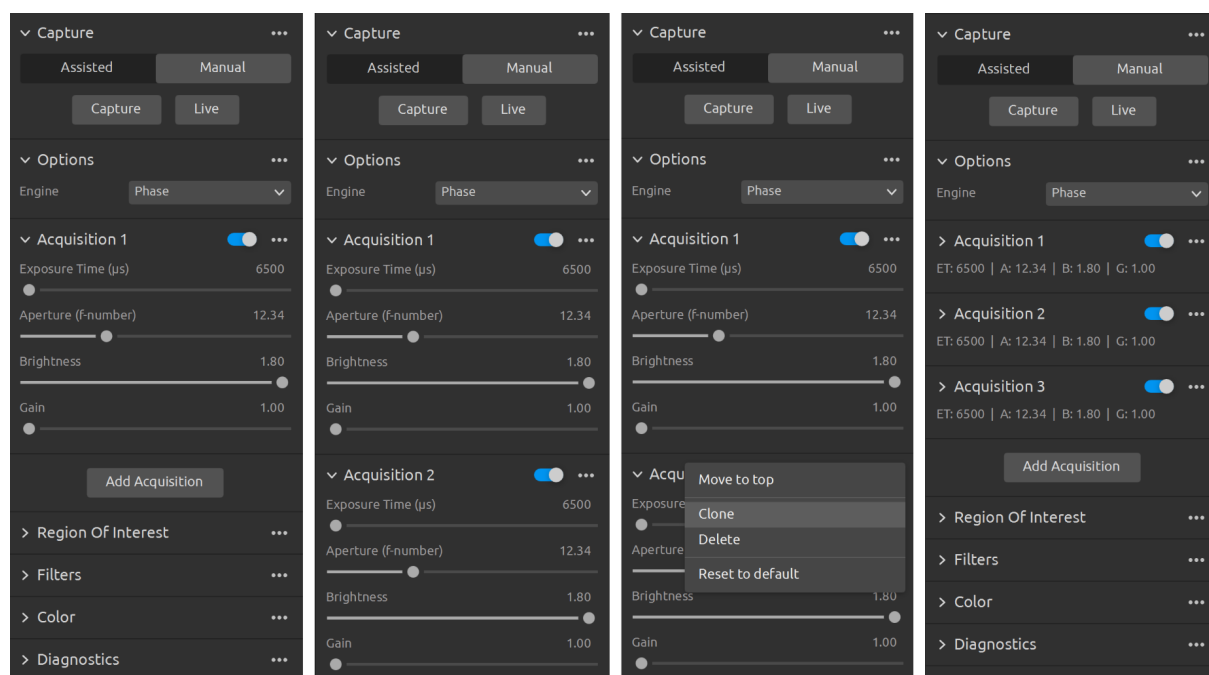 Capture
Assisted Manual
Capture Live
Options
Engine Phase
Acquisition 1
Exposure Time (µs) 6500
Aperture (f-number) 12.34
Brightness 1.80
Gain 1.00
Add Acquisition
Region Of Interest
Filters
Color
Diagnostics
Capture
Assisted Manual
Capture Live
Options
Engine Phase
Acquisition 1
Exposure Time (µs) 6500
Aperture (f-number) 12.34
Brightness 1.80
Gain 1.00
Acquisition 2
Exposure Time (µs) 6500
Aperture (f-number) 12.34
Brightness 1.80
Gain 1.00
Capture
Assisted Manual
Capture Live
Options
Engine Phase
Acquisition 1
Exposure Time (µs) 6500
Aperture (f-number) 12.34
Brightness 1.80
Gain 1.00
Acqu
Move to top
Exposure
Clone
Delete
Aperture
Reset to default
Brightness 1.80
Gain 1.00
Capture
Assisted Manual
Capture Live
Options
Engine Phase
Acquisition 1
ET: 6500 | A: 12.34 | B: 1.80 | G: 1.00
Acquisition 2
ET: 6500 | A: 12.34 | B: 1.80 | G: 1.00
Acquisition 3
ET: 6500 | A: 12.34 | B: 1.80 | G: 1.00
Add Acquisition
Region Of Interest
Filters
Color
Diagnostics